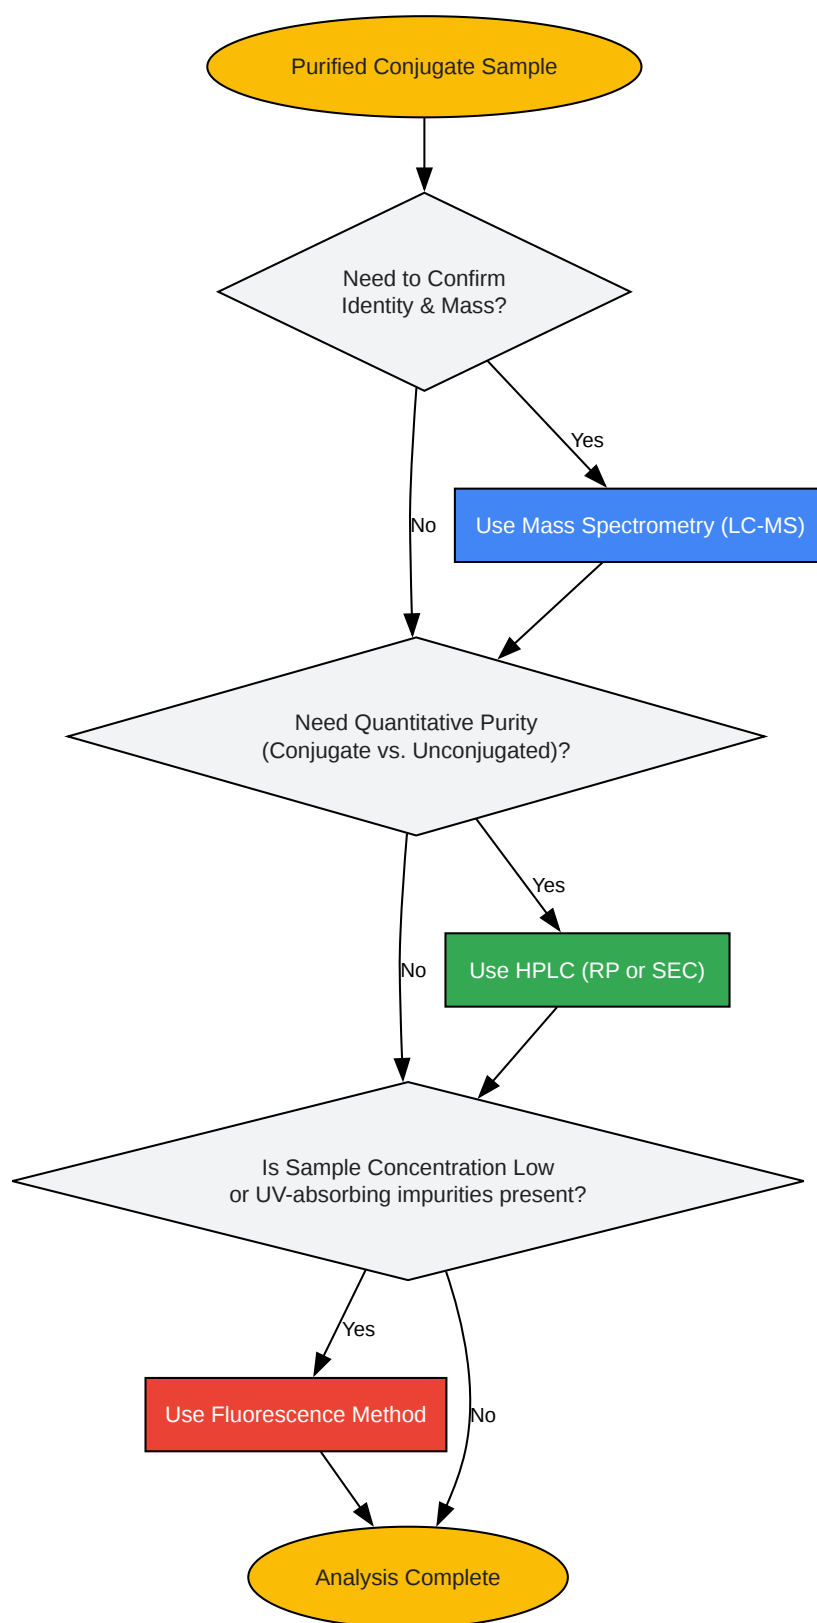 Purified Conjugate Sample
Need to Confirm
Identity & Mass?
Yes
No
Use Mass Spectrometry (LC-MS)
Need Quantitative Purity
(Conjugate vs. Unconjugated)?
Yes
No
Use HPLC (RP or SEC)
Is Sample Concentration Low
or UV-absorbing impurities present?
Yes
Use Fluorescence Method
No
Analysis Complete